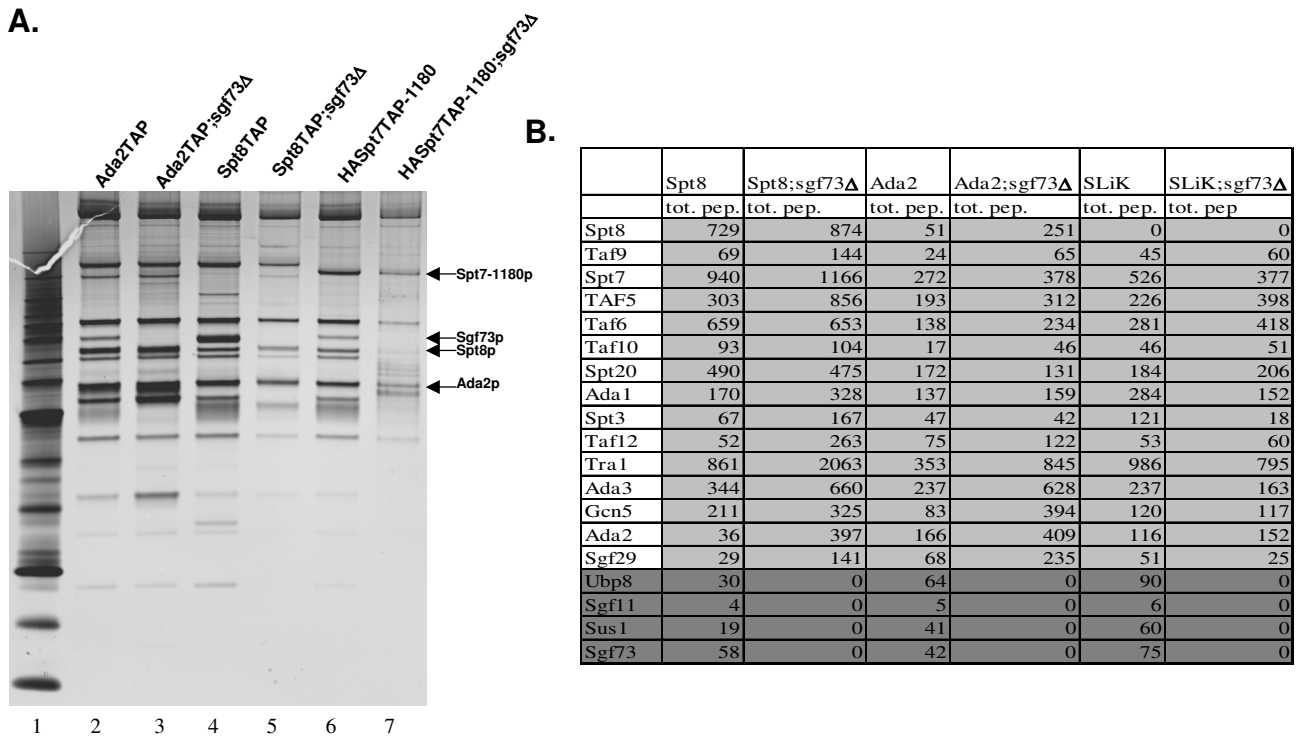 A.
Ada2TAP
Ada2TAP;sgf73Δ
Spt8TAP
Spt8TAP;sgf73Δ
HASpt7TAP-1180
HASpt7TAP-1180;sgf73Δ
Spt7-1180p
Sgf73p
Spt8p
Ada2p
1 2 3 4 5 6 7
B.
Spt8 Spt8;sgf73Δ Ada2 Ada2;sgf73Δ SLiK SLiK;sgf73Δ
tot. pep. tot. pep. tot. pep. tot. pep. tot. pep. tot. pep
Spt8 729 874 51 251 0 0
Taf9 69 144 24 65 45 60
Spt7 940 1166 272 378 526 377
TAF5 303 856 193 312 226 398
Taf6 659 653 138 234 281 418
Taf10 93 104 17 46 46 51
Spt20 490 475 172 131 184 206
Ada1 170 328 137 159 284 152
Spt3 67 167 47 42 121 18
Taf12 52 263 75 122 53 60
Tra1 861 2063 353 845 986 795
Ada3 344 660 237 628 237 163
Gcn5 211 325 83 394 120 117
Ada2 36 397 166 409 116 152
Sgf29 29 141 68 235 51 25
Ubp8 30 0 64 0 90 0
Sgf11 4 0 5 0 6 0
Sus1 19 0 41 0 60 0
Sgf73 58 0 42 0 75 0